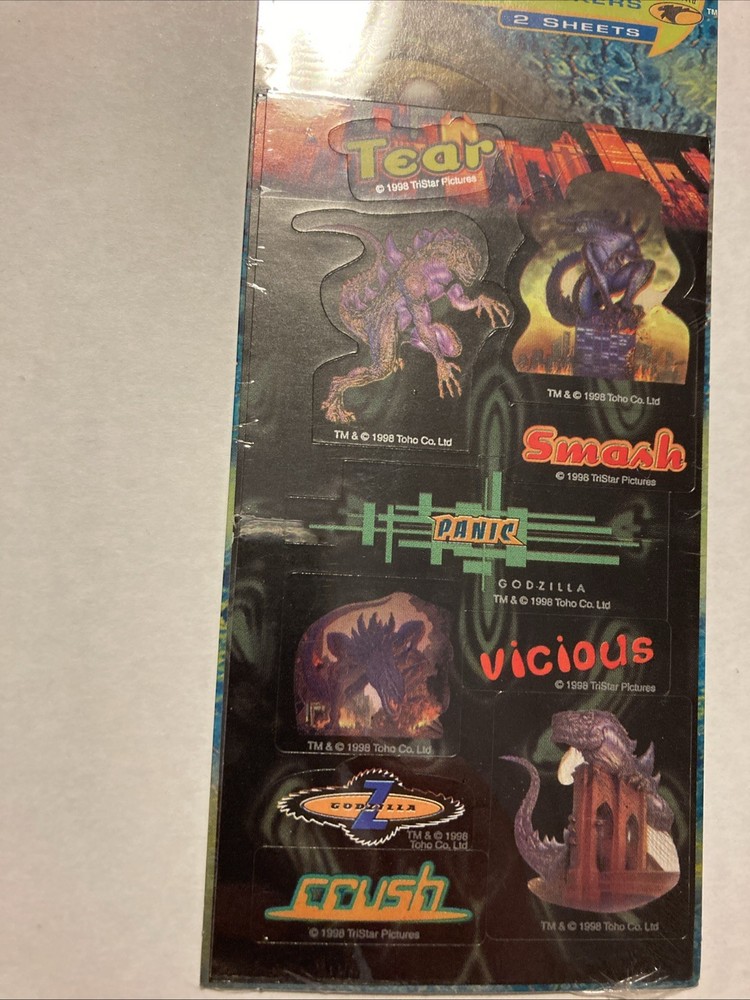 2 SHEETS
TM
Tear
© 1998 TriStar Pictures
TM & © 1998 Toho Co. Ltd
TM & © 1998 Toho Co. Ltd
Smash
© 1998 TriStar Pictures
PANIC
GODZILLA
TM & © 1998 Toho Co. Ltd
vicious
© 1998 TriStar Pictures
TM & © 1998 Toho Co. Ltd
Z
GODZILLA
TM & © 1998
Toho Co. Ltd
crush
© 1998 TriStar Pictures
TM & © 1998 Toho Co. Ltd